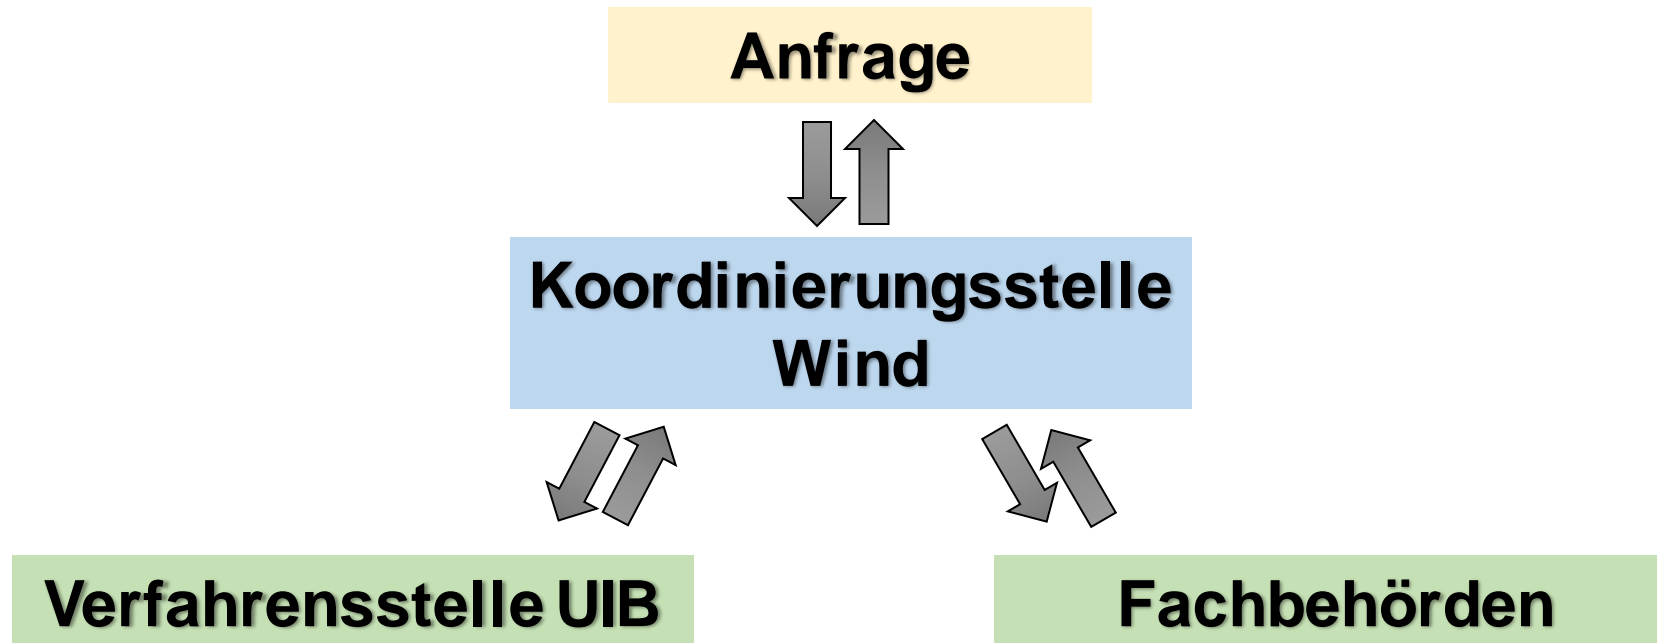 Anfrage
Koordinierungsstelle
Wind
Verfahrensstelle UIB
Fachbehörden